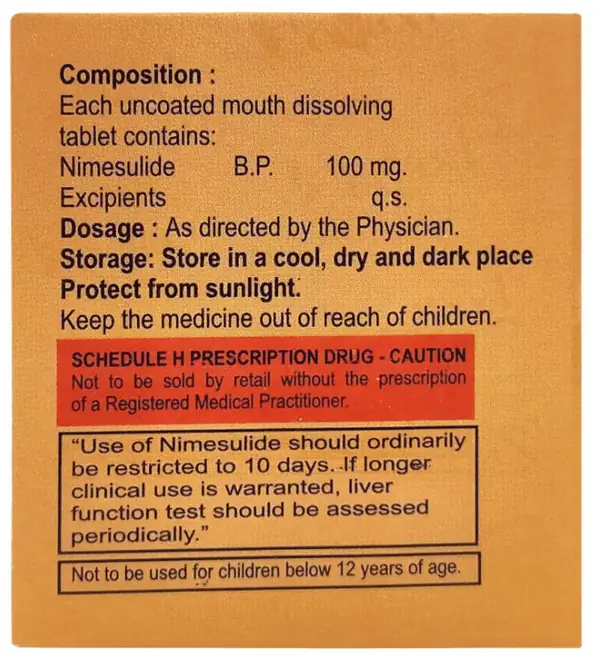 Composition :
Each uncoated mouth dissolving
tablet contains:
Nimesulide B.P. 100 mg.
Excipients q.s.
Dosage : As directed by the Physician.
Storage: Store in a cool, dry and dark place
Protect from sunlight.
Keep the medicine out of reach of children.
SCHEDULE H PRESCRIPTION DRUG - CAUTION
Not to be sold by retail without the prescription
of a Registered Medical Practitioner.
“Use of Nimesulide should ordinarily
be restricted to 10 days. If longer
clinical use is warranted, liver
function test should be assessed
periodically.”
Not to be used for children below 12 years of age.